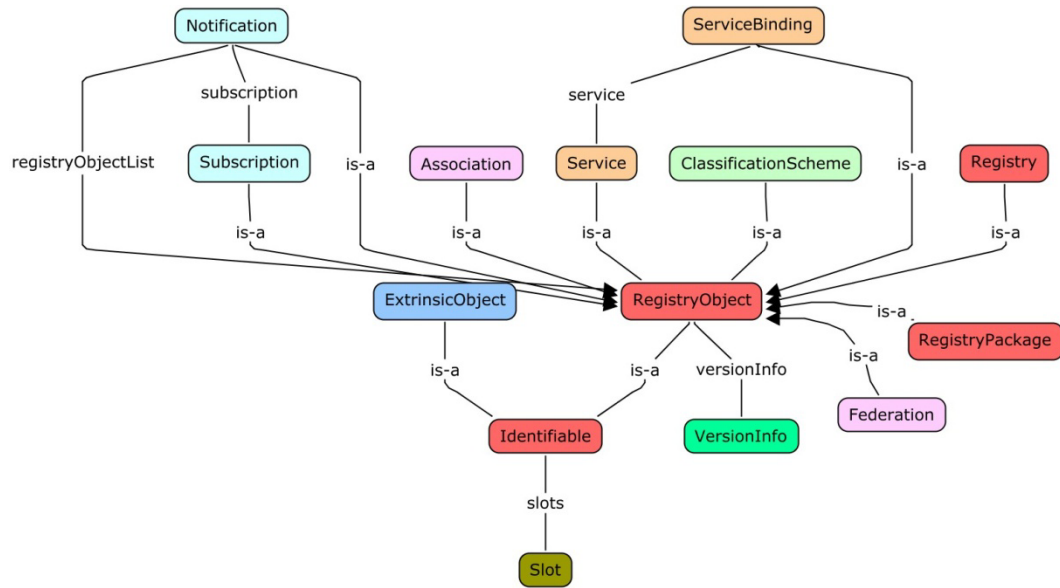 Notification
ServiceBinding
subscription
service
registryObjectList
Subscription
is-a
Association
Service
ClassificationScheme
is-a
Registry
is-a
is-a
is-a
is-a
is-a
ExtrinsicObject
RegistryObject
is-a
RegistryPackage
is-a
is-a
is-a
versionInfo
Federation
Identifiable
VersionInfo
slots
Slot